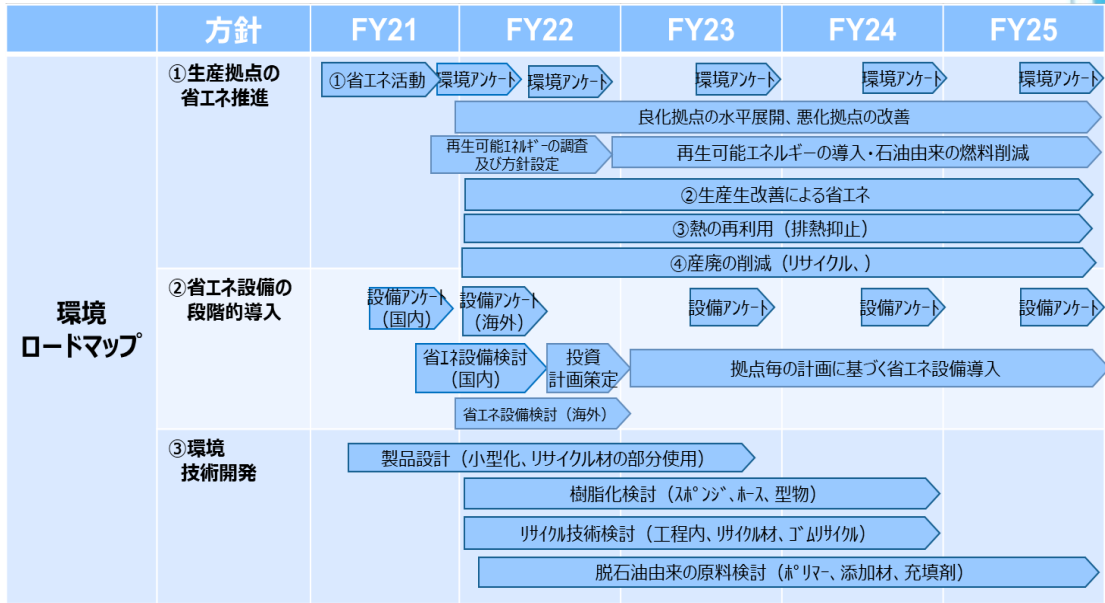 方針
FY21
FY22
FY23
FY24
FY25
環境
ロードマップ
①生産拠点の
省エネ推進
①省エネ活動
環境ｱﾝｹｰﾄ
環境ｱﾝｹｰﾄ
環境ｱﾝｹｰﾄ
環境ｱﾝｹｰﾄ
環境ｱﾝｹｰﾄ
良化拠点の水平展開、悪化拠点の改善
再生可能ｴﾈﾙｷﾞｰの調査
及び方針設定
再生可能エネルギーの導入・石油由来の燃料削減
②生産生改善による省エネ
③熱の再利用（排熱抑止）
④産廃の削減（ﾘｻｲｸﾙ、）
②省エネ設備の
段階的導入
設備ｱﾝｹｰﾄ
（国内）
設備ｱﾝｹｰﾄ
（海外）
設備ｱﾝｹｰﾄ
設備ｱﾝｹｰﾄ
設備ｱﾝｹｰﾄ
省ｴﾈ設備検討
（国内）
投資
計画策定
拠点毎の計画に基づく省エネ設備導入
省ｴﾈ設備検討（海外）
③環境
技術開発
製品設計（小型化、リサイクル材の部分使用）
樹脂化検討（ｽﾎﾟﾝｼﾞ、ﾎｰｽ、型物）
ﾘｻｲｸﾙ技術検討（工程内、ﾘｻｲｸﾙ材、ｺﾞﾑﾘｻｲｸﾙ）
脱石油由来の原料検討（ﾎﾟﾘﾏｰ、添加材、充填剤）